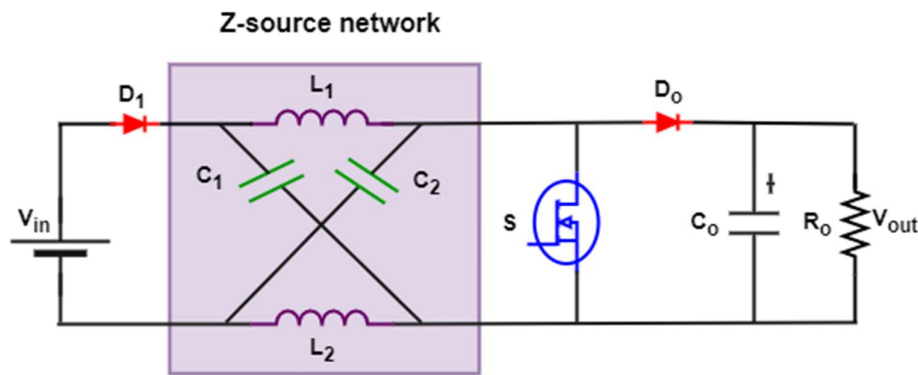 Z-source network
D₁
L₁
Dₒ
C₁
C₂
Vᵢₙ
S
Cₒ
Rₒ
Vₒᵤₜ
L₂